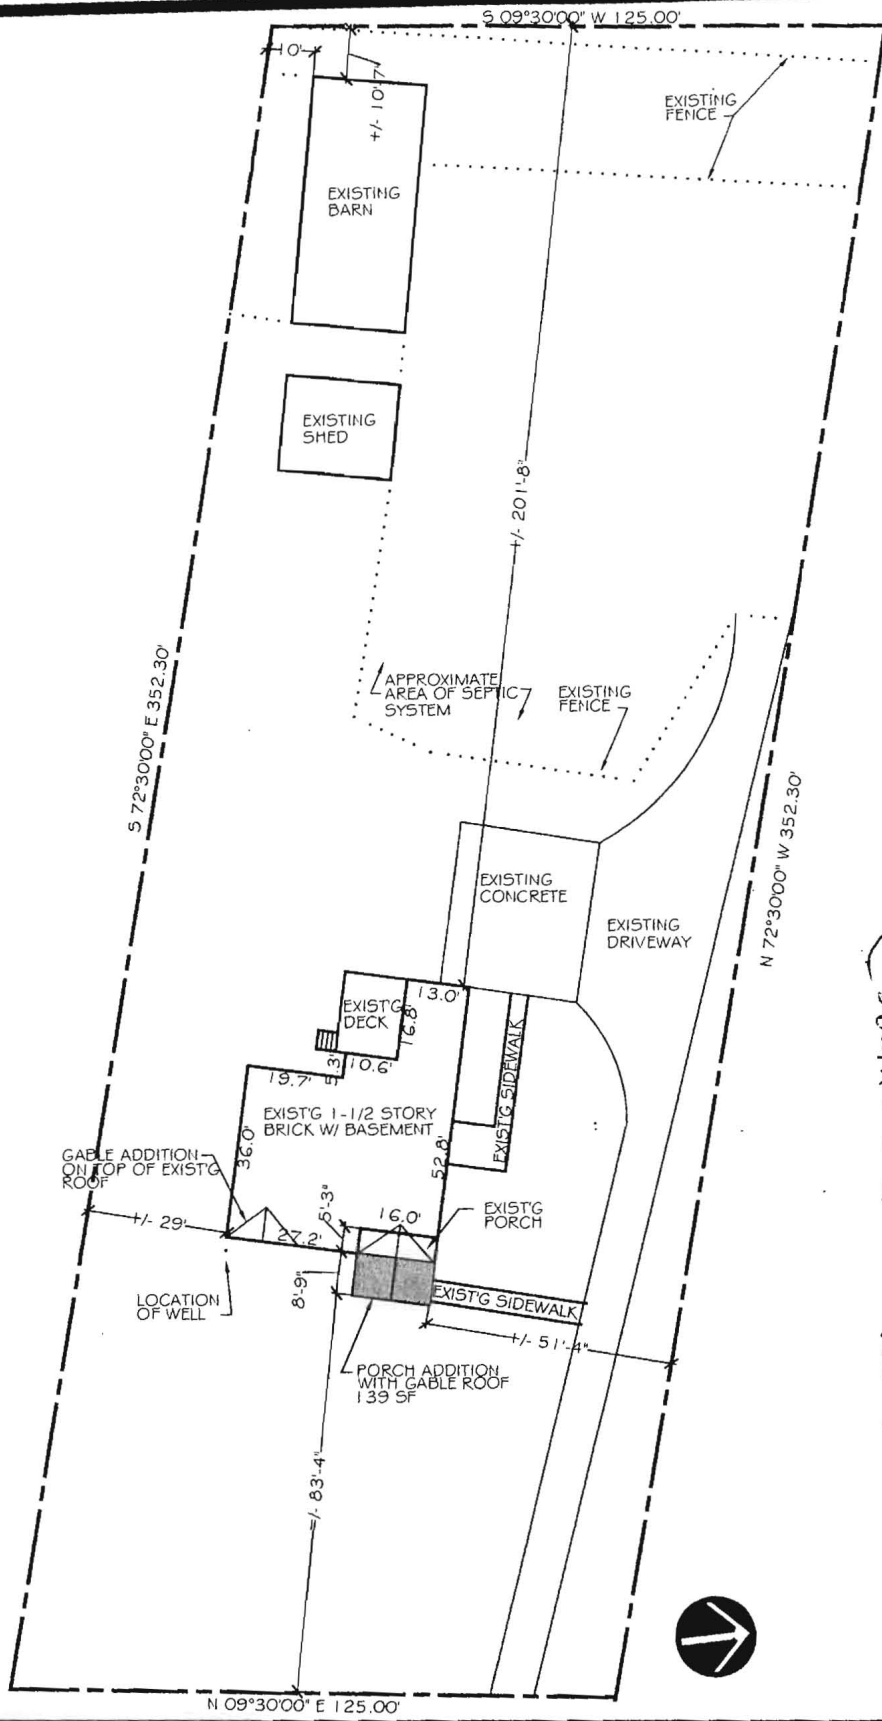 S 09°30'00" W 125.00'
10'
+/- 10'-7"
EXISTING
FENCE
EXISTING
BARN
EXISTING
SHED
+/- 201'-8"
APPROXIMATE
AREA OF SEPTIC
SYSTEM
EXISTING
FENCE
S 72°30'00" E 352.30'
N 72°30'00" W 352.30'
EXISTING
CONCRETE
EXISTING
DRIVEWAY
13.0'
EXIST'G
DECK
16.8'
5.3'
10.6'
19.7'
EXIST'G SIDEWALK
EXIST'G 1-1/2 STORY
BRICK W/ BASEMENT
36.0'
52.8'
GABLE ADDITION
ON TOP OF EXIST'G
ROOF
+/- 29'
27.2'
5'-3"
16.0'
EXIST'G
PORCH
8'-9"
LOCATION
OF WELL
EXIST'G SIDEWALK
+/- 51'-4"
PORCH ADDITION
WITH GABLE ROOF
139 SF
=/- 83'-4"
N 09°30'00" E 125.00'